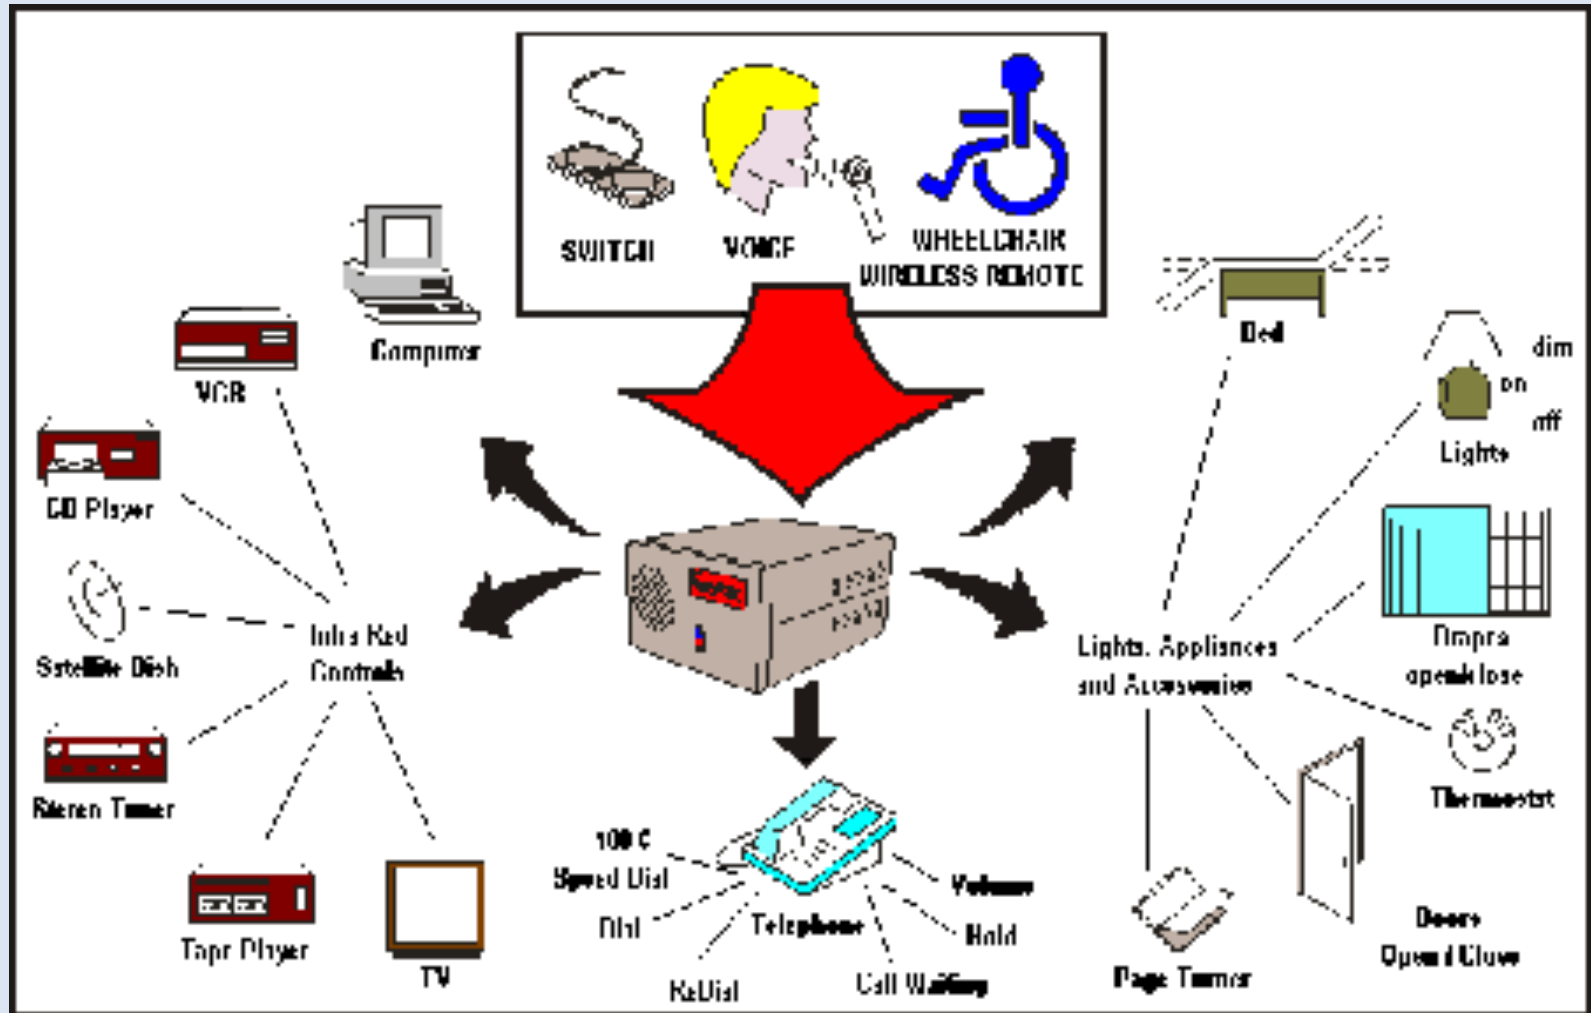 SWITCH
VOICE
WHEELCHAIR
WIRELESS REMOTE
Computer
VCR
CD Player
Satellite Dish
Stereo Tuner
Tape Player
TV
Infra Red
Controls
Bed
dim
on
off
Lights
Drapes
open/close
Lights, Appliances
and Accessories
Thermostat
Doors
Open/Close
Page Turner
Speed Dial
Dial
ReDial
Telephone
Call Waiting
Hold
Volume